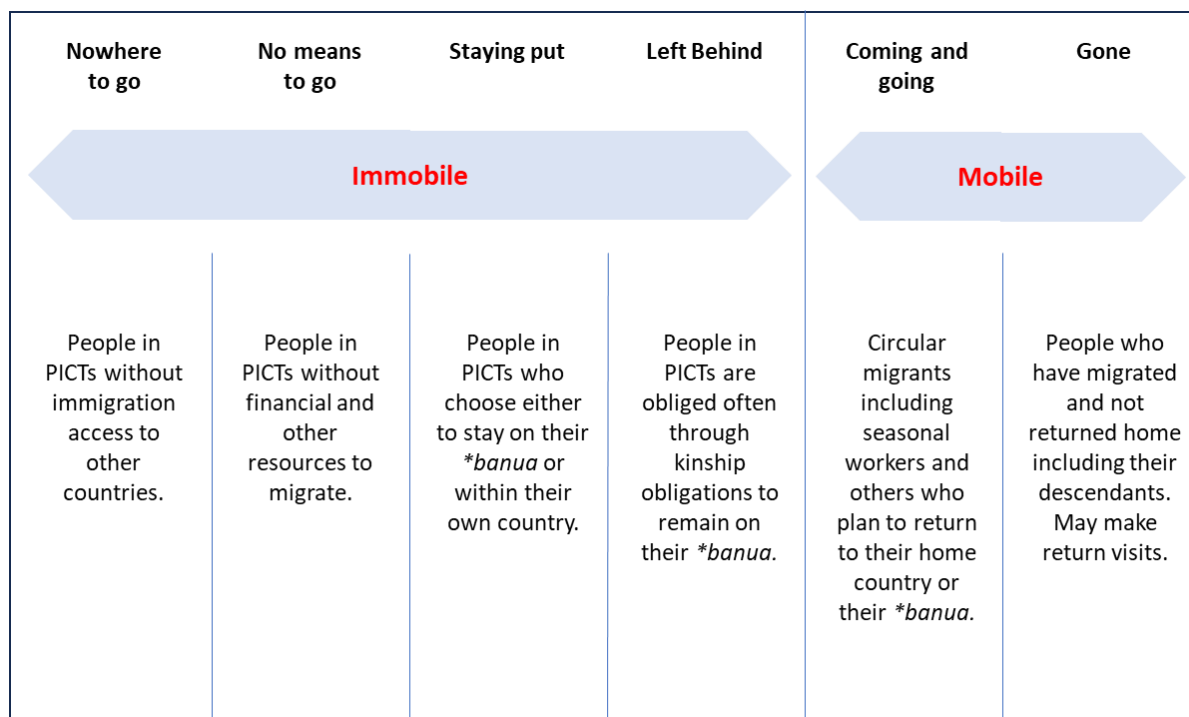 Nowhere
to go
No means
to go
Staying put
Left Behind
Coming and
going
Gone
Immobile
Mobile
People in
PICTs without
immigration
access to
other
countries.
People in
PICTs without
financial and
other
resources to
migrate.
People in
PICTs who
choose either
to stay on their
*banua or
within their
own country.
People in
PICTs are
obliged often
through
kinship
obligations to
remain on
their *banua.
Circular
migrants
including
seasonal
workers and
others who
plan to return
to their home
country or
their *banua.
People who
have migrated
and not
returned home
including their
descendants.
May make
return visits.